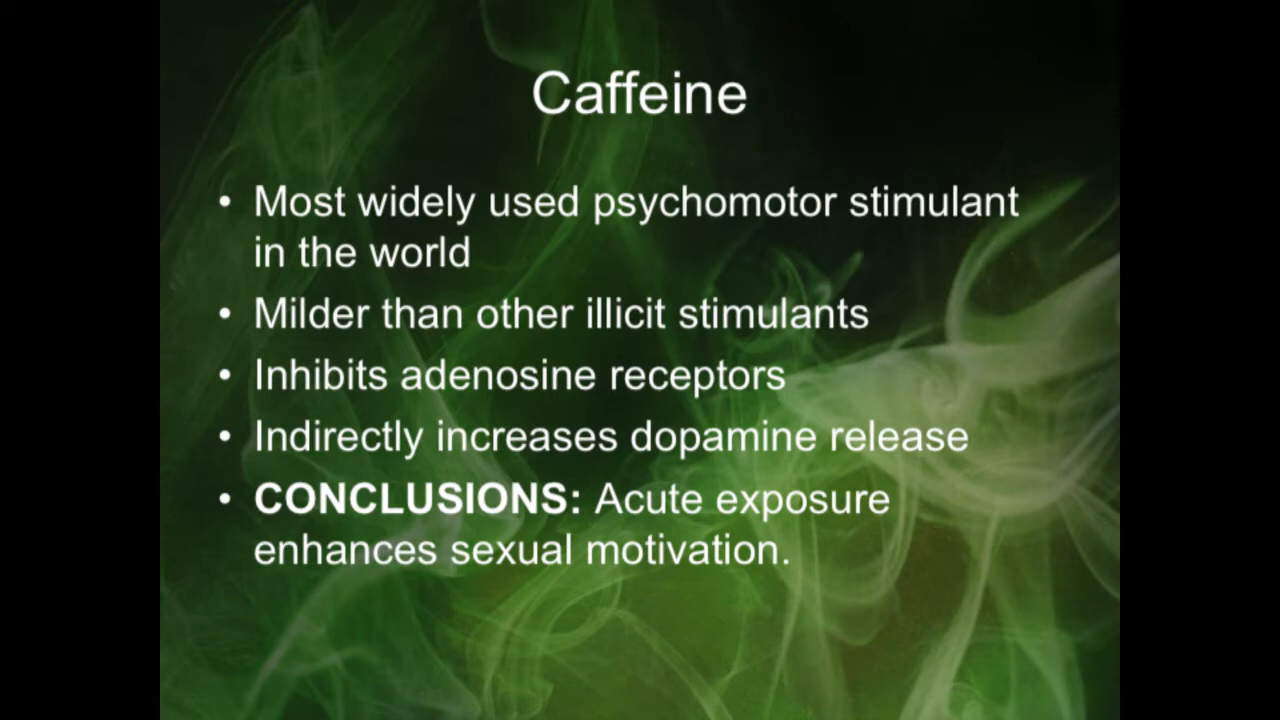 Caffeine
• Most widely used psychomotor stimulant
in the world
• Milder than other illicit stimulants
• Inhibits adenosine receptors
• Indirectly increases dopamine release
• CONCLUSIONS: Acute exposure
enhances sexual motivation.